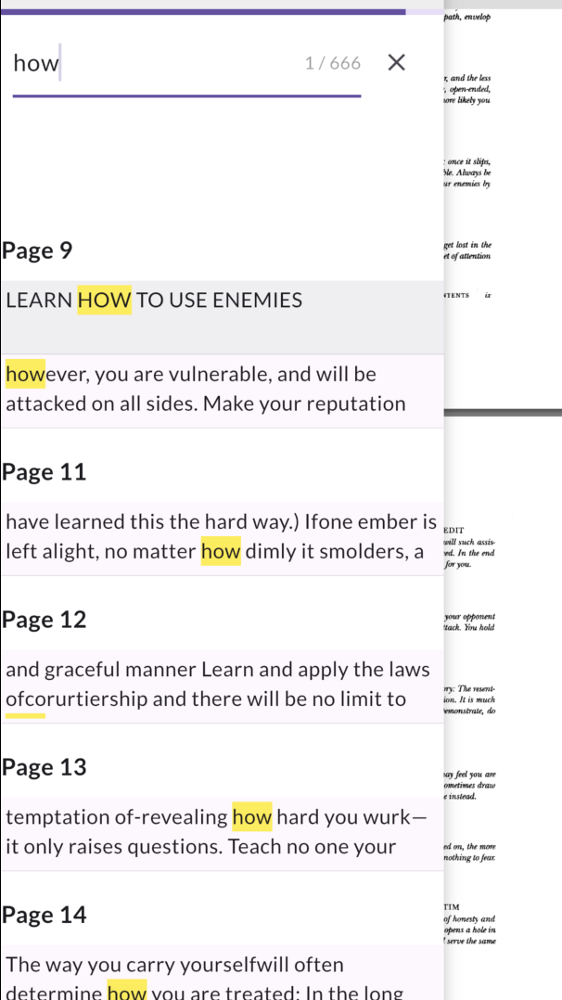 path, envelop
how
1 / 666
r, and the less
, open-ended,
ore likely you
: once it slips,
ble. Always be
ur enemies by
Page 9
get lost in the
et of attention
LEARN HOW TO USE ENEMIES
NTENTS ix
however, you are vulnerable, and will be
attacked on all sides. Make your reputation
Page 11
have learned this the hard way.) Ifone ember is
left alight, no matter how dimly it smolders, a
EDIT
will such assis-
ed. In the end
for you.
Page 12
your opponent
tack. You hold
and graceful manner Learn and apply the laws
ofcorurtiership and there will be no limit to
ry: The resent-
ion. It is much
emonstrate, do
Page 13
ay feel you are
ometimes draw
e instead.
temptation of-revealing how hard you wurk—
it only raises questions. Teach no one your
ed on, the more
nothing to fear.
Page 14
TIM
of honesty and
opens a hole in
l serve the same
The way you carry yourselfwill often
determine how you are treated: In the long